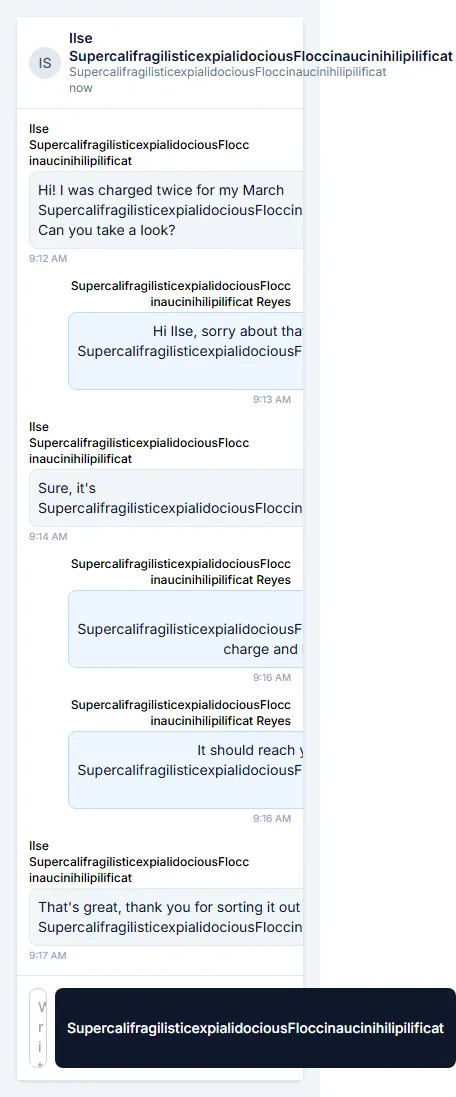 IS
Ilse
SupercalifragilisticexpialidociousFloccinaucinihilipilificat
SupercalifragilisticexpialidociousFloccinaucinihilipilificat
now
Ilse
SupercalifragilisticexpialidociousFlocc
inaucinihilipilificat
Hi! I was charged twice for my March
SupercalifragilisticexpialidociousFloccin
Can you take a look?
9:12 AM
SupercalifragilisticexpialidociousFlocc
inaucinihilipilificat Reyes
Hi Ilse, sorry about tha
SupercalifragilisticexpialidociousF
9:13 AM
Ilse
SupercalifragilisticexpialidociousFlocc
inaucinihilipilificat
Sure, it's
SupercalifragilisticexpialidociousFloccin
9:14 AM
SupercalifragilisticexpialidociousFlocc
inaucinihilipilificat Reyes
SupercalifragilisticexpialidociousF
charge and
9:16 AM
SupercalifragilisticexpialidociousFlocc
inaucinihilipilificat Reyes
It should reach
SupercalifragilisticexpialidociousF
9:16 AM
Ilse
SupercalifragilisticexpialidociousFlocc
inaucinihilipilificat
That's great, thank you for sorting it out
SupercalifragilisticexpialidociousFloccin
9:17 AM
W
r
i
SupercalifragilisticexpialidociousFloccinaucinihilipilificat